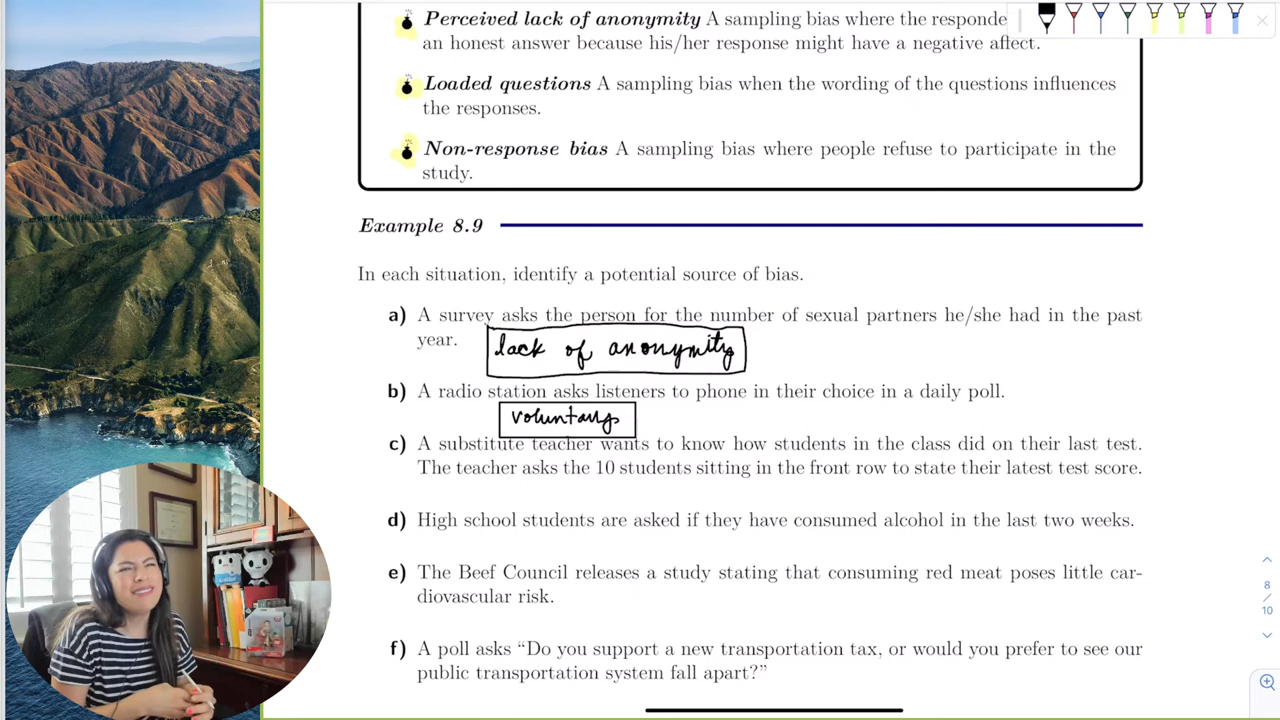 Perceived lack of anonymity A sampling bias where the responde
an honest answer because his/her response might have a negative affect.
Loaded questions A sampling bias when the wording of the questions influences
the responses.
Non-response bias A sampling bias where people refuse to participate in the
study.
Example 8.9
In each situation, identify a potential source of bias.
a) A survey asks the person for the number of sexual partners he/she had in the past
year.
lack of anonymity
b) A radio station asks listeners to phone in their choice in a daily poll.
voluntary
c) A substitute teacher wants to know how students in the class did on their last test.
The teacher asks the 10 students sitting in the front row to state their latest test score.
d) High school students are asked if they have consumed alcohol in the last two weeks.
e) The Beef Council releases a study stating that consuming red meat poses little car-
diovascular risk.
f) A poll asks “Do you support a new transportation tax, or would you prefer to see our
public transportation system fall apart?”
8
/
10